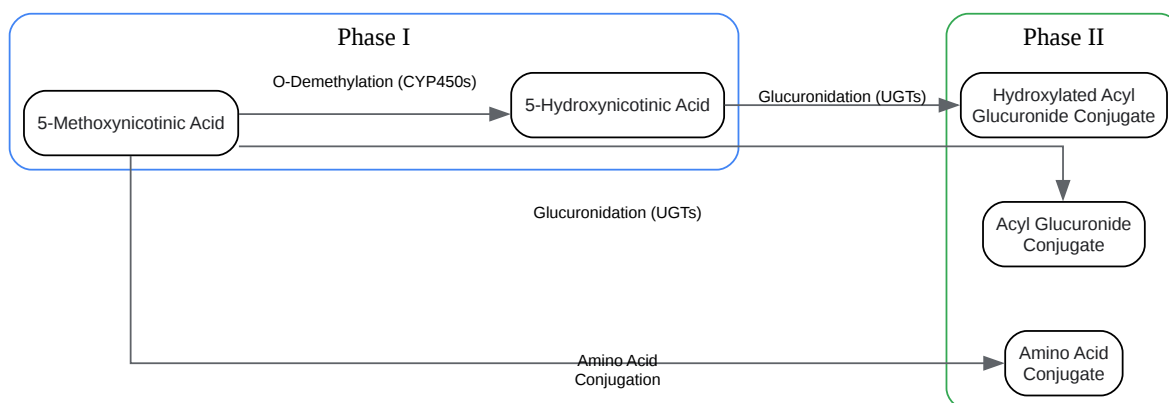 Phase I
Phase II
O-Demethylation (CYP450s)
5-Methoxynicotinic Acid
5-Hydroxynicotinic Acid
Glucuronidation (UGTs)
Hydroxylated Acyl
Glucuronide Conjugate
Glucuronidation (UGTs)
Acyl Glucuronide
Conjugate
Amino Acid
Conjugation
Amino Acid
Conjugate